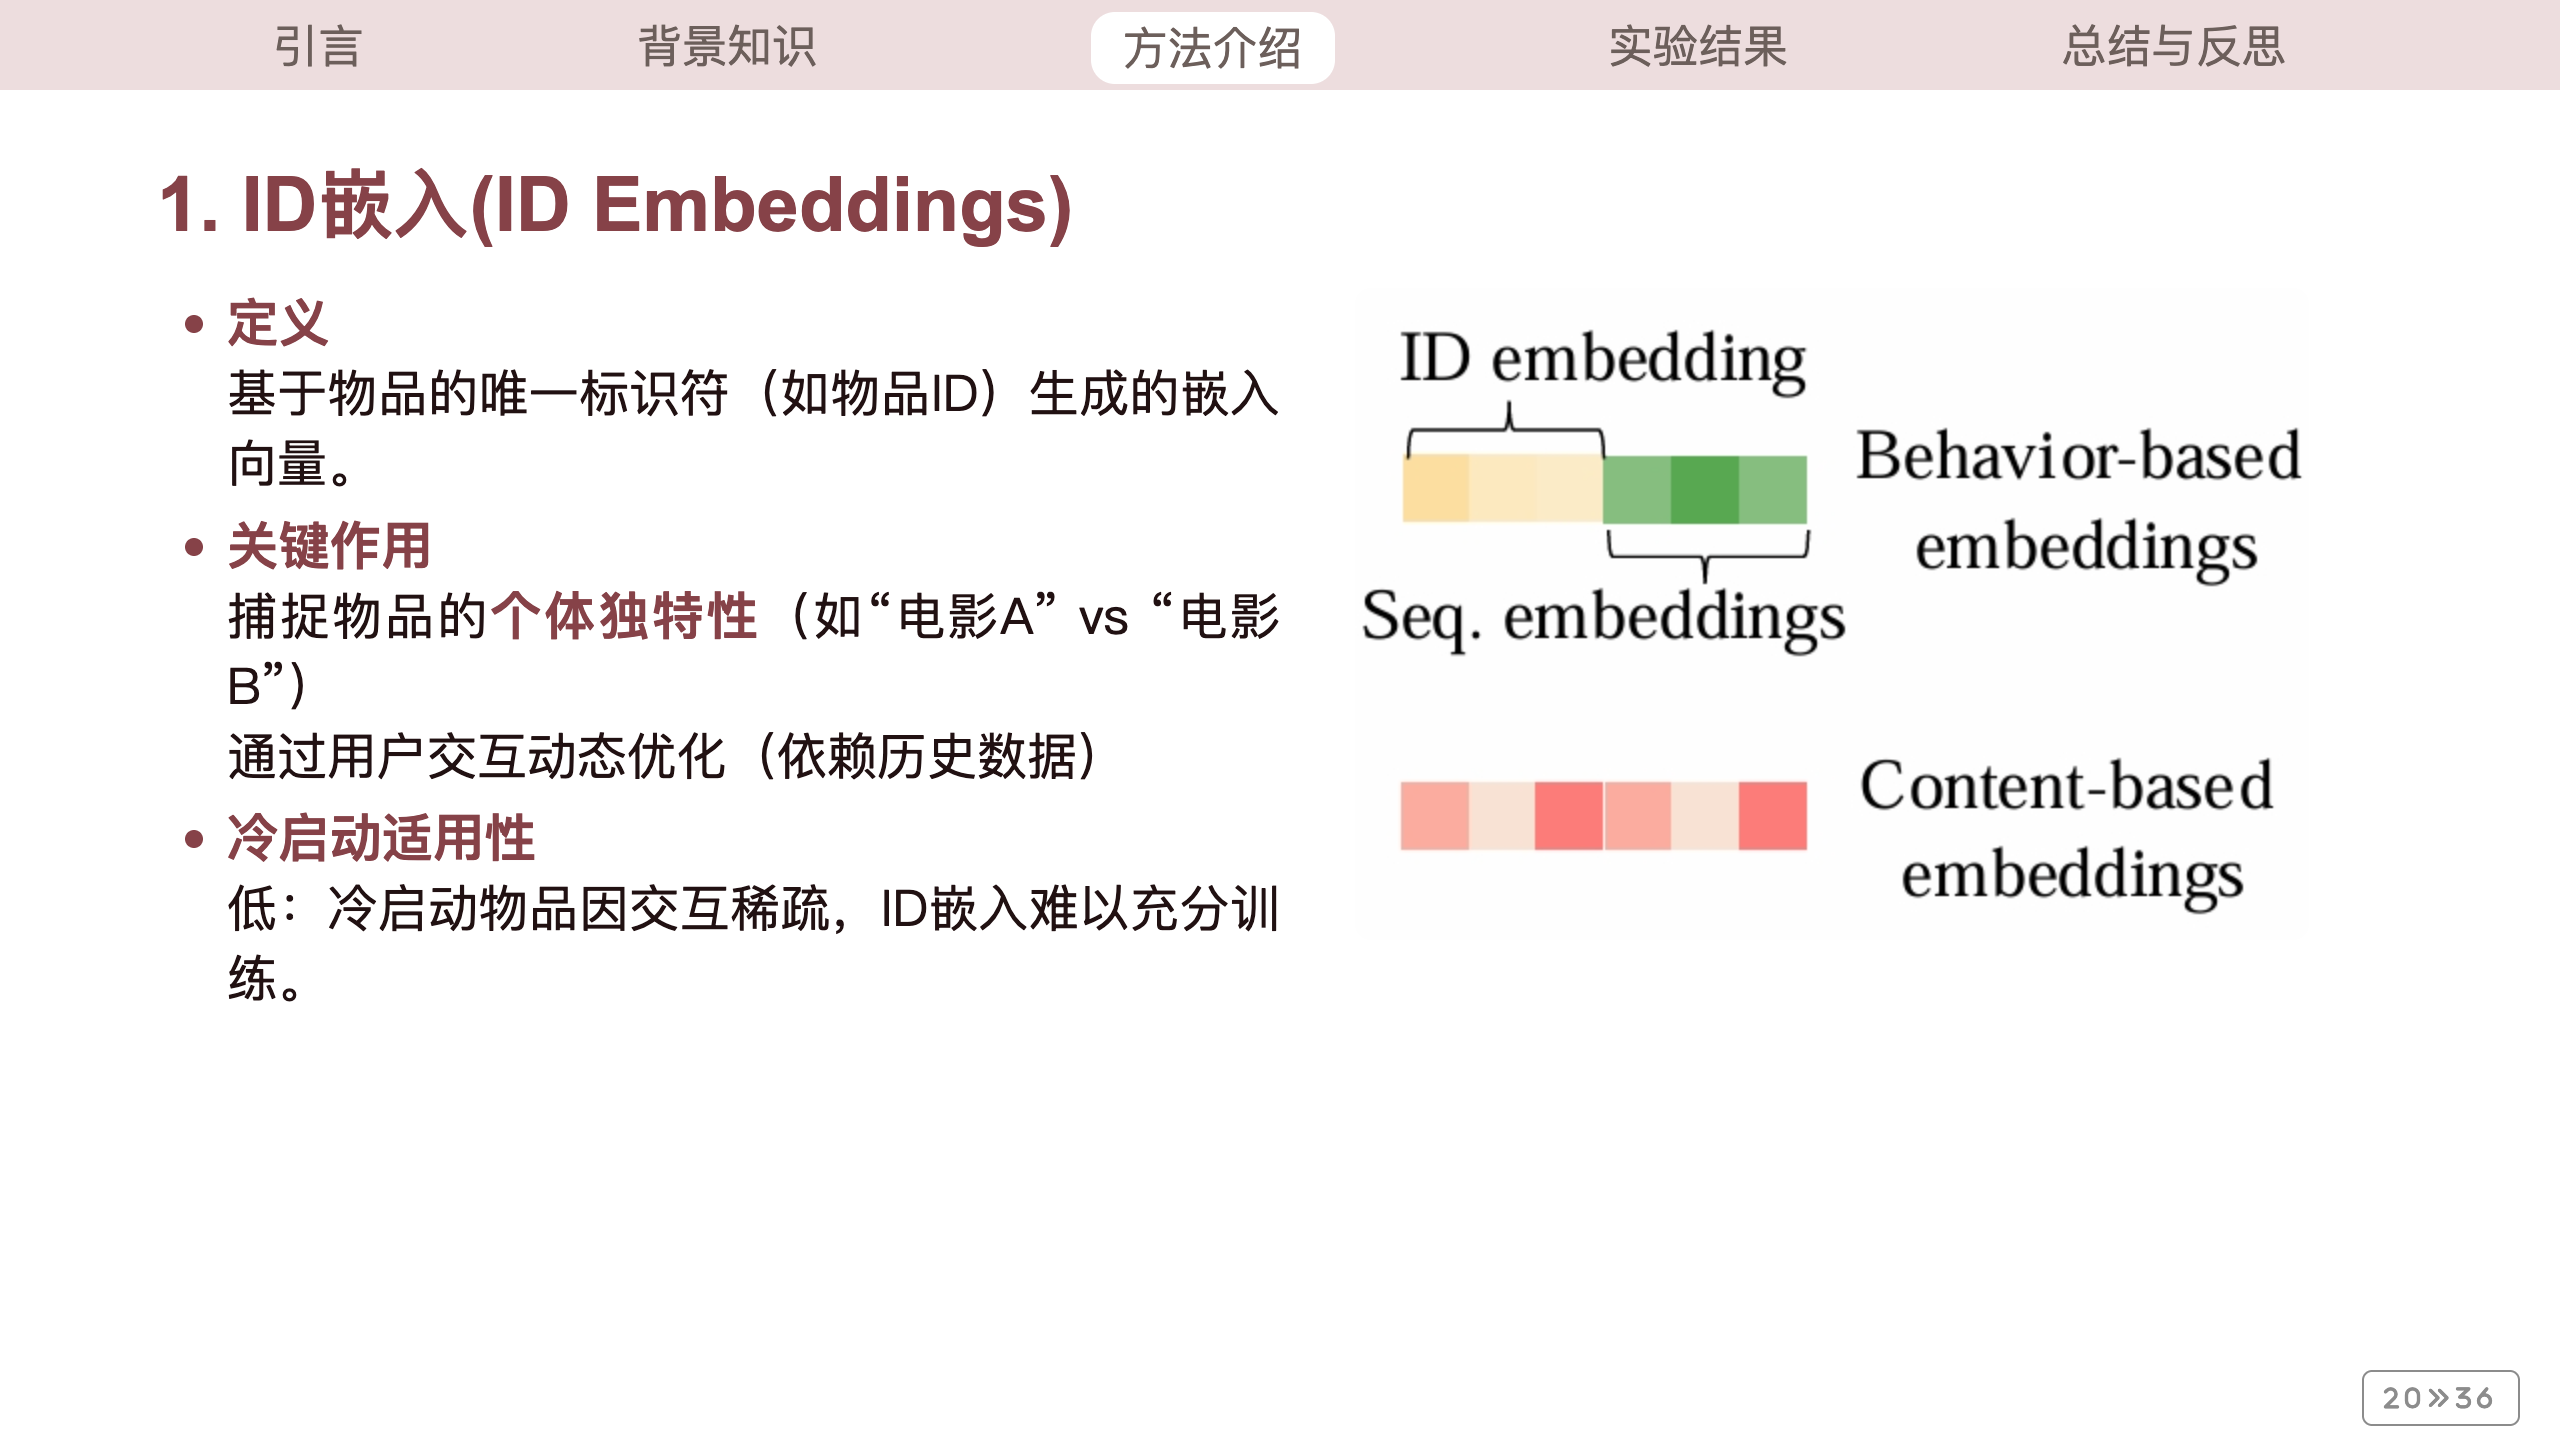 引言
背景知识
方法介绍
实验结果
总结与反思
1. ID嵌入(ID Embeddings)
• 定义
基于物品的唯一标识符（如物品ID）生成的嵌入
向量。
• 关键作用
捕捉物品的个体独特性（如“电影A” vs “电影
B”）
通过用户交互动态优化（依赖历史数据）
• 冷启动适用性
低：冷启动物品因交互稀疏，ID嵌入难以充分训
练。
ID embedding
Behavior-based
embeddings
Seq. embeddings
Content-based
embeddings
20»36